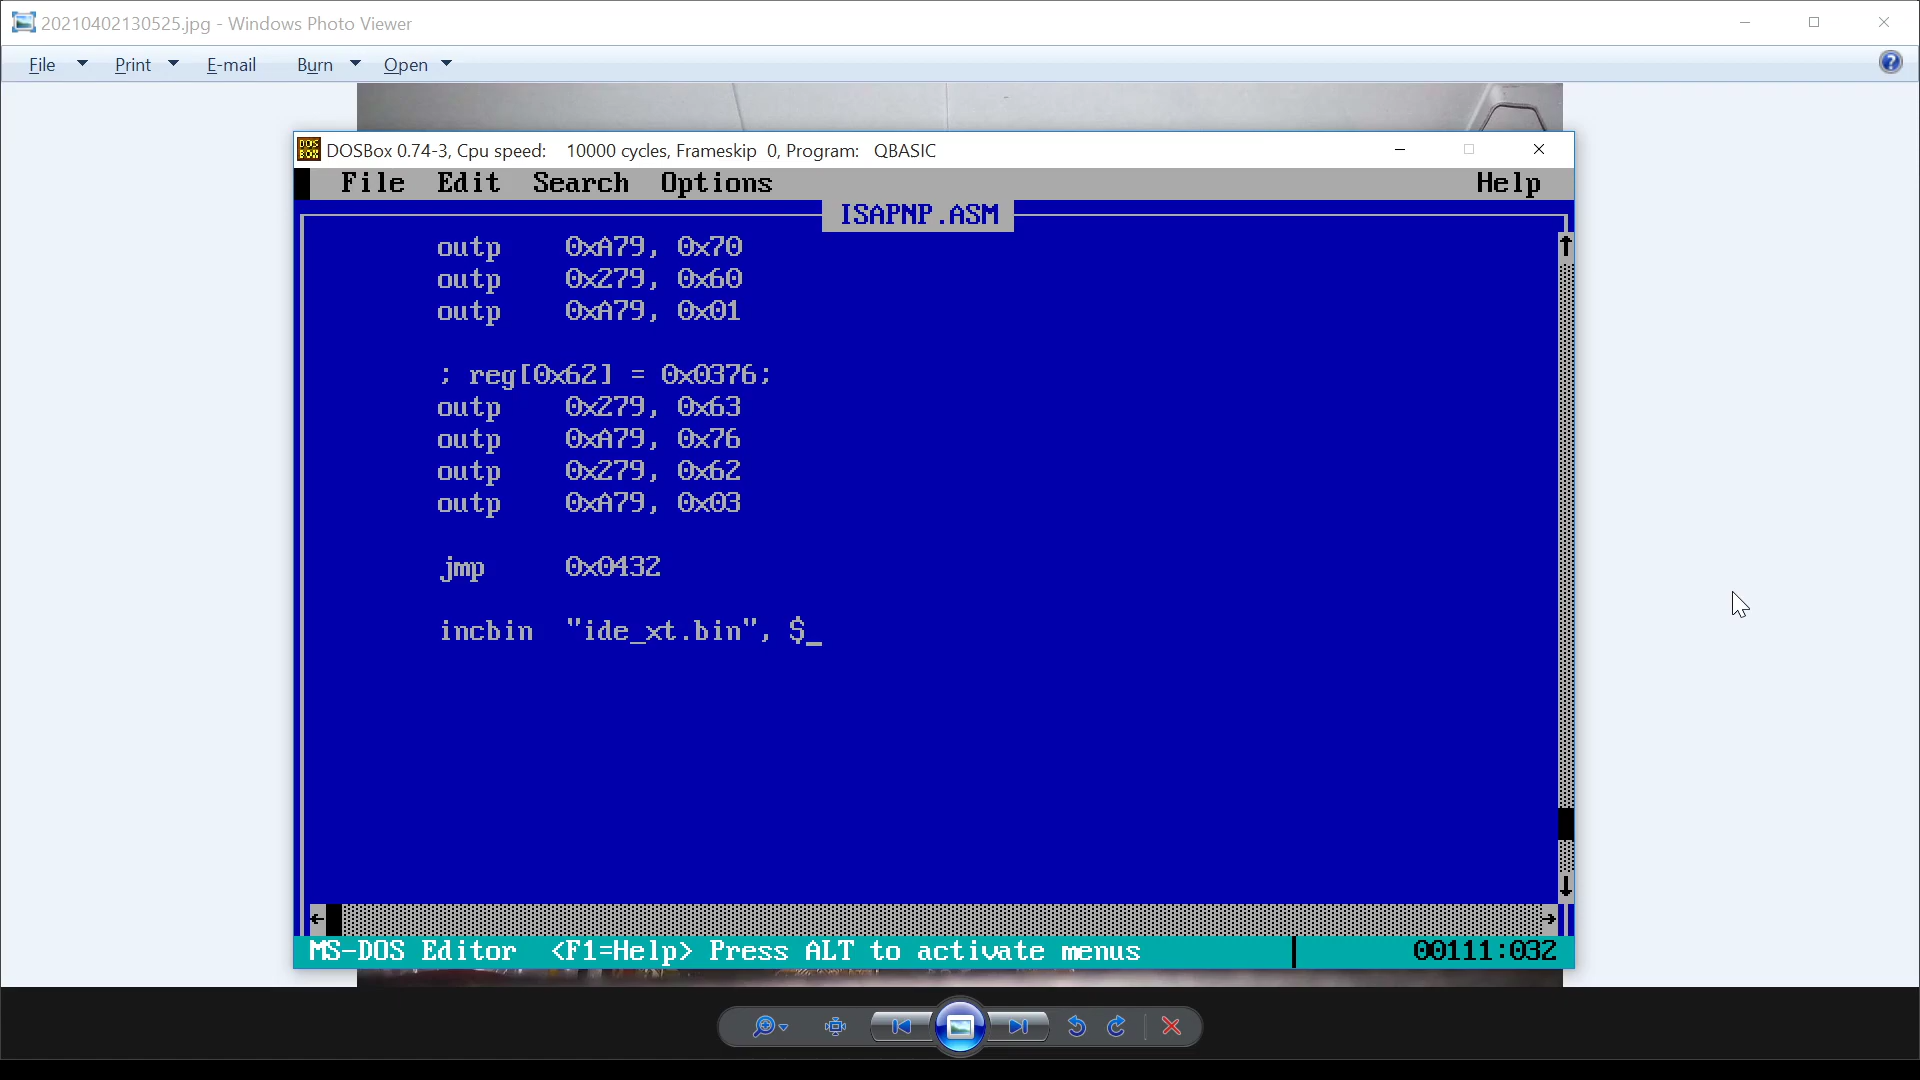 20210402130525.jpg - Windows Photo Viewer
File Print E-mail Burn Open
DOSBox 0.74-3, Cpu speed: 10000 cycles, Frameskip 0, Program: QBASIC
File Edit Search Options Help
ISAPNP.ASM
outp 0xA79, 0x70
outp 0x279, 0x60
outp 0xA79, 0x01
; reg[0x62] = 0x0376;
outp 0x279, 0x63
outp 0xA79, 0x76
outp 0x279, 0x62
outp 0xA79, 0x03
jmp 0x0432
incbin "ide_xt.bin", $_
MS-DOS Editor <F1=Help> Press ALT to activate menus 00111:032